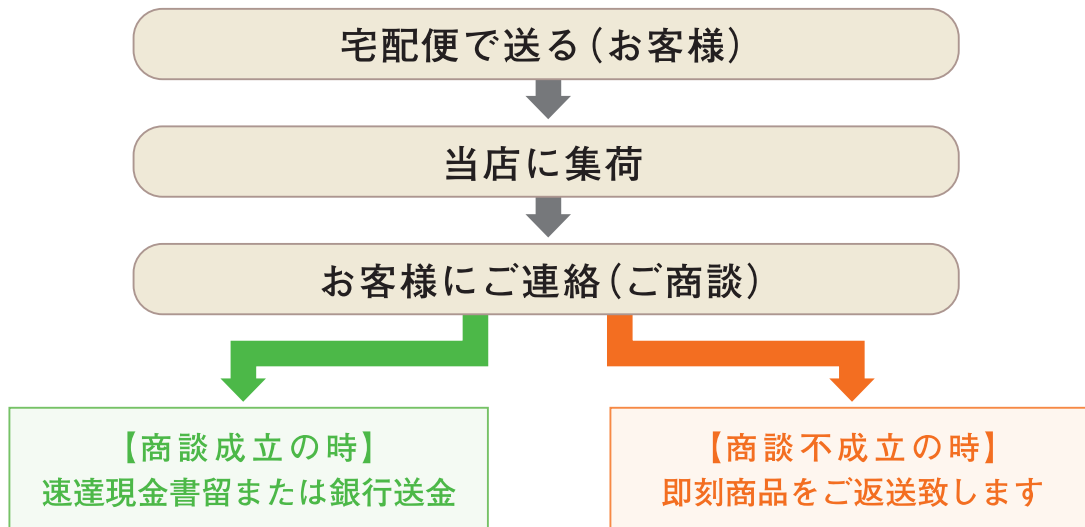 宅配便で送る(お客様)
当店に集荷
お客様にご連絡(ご商談)
【商談成立の時】
速達現金書留または銀行送金
【商談不成立の時】
即刻商品をご返送致します